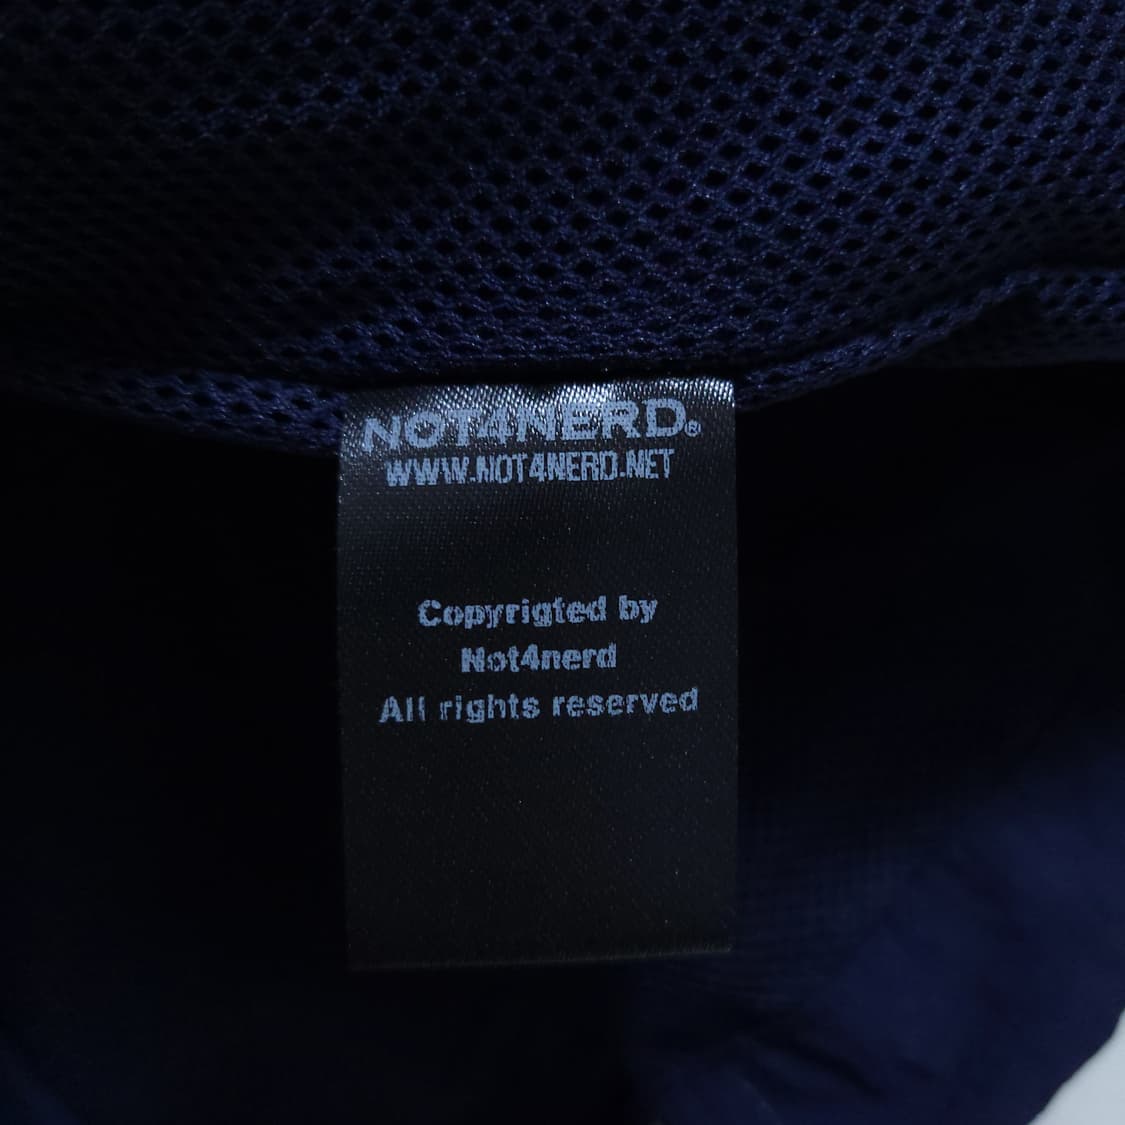 NOT4NERD®
WWW.NOT4NERD.NET
Copyrigted by
Not4nerd
All rights reserved